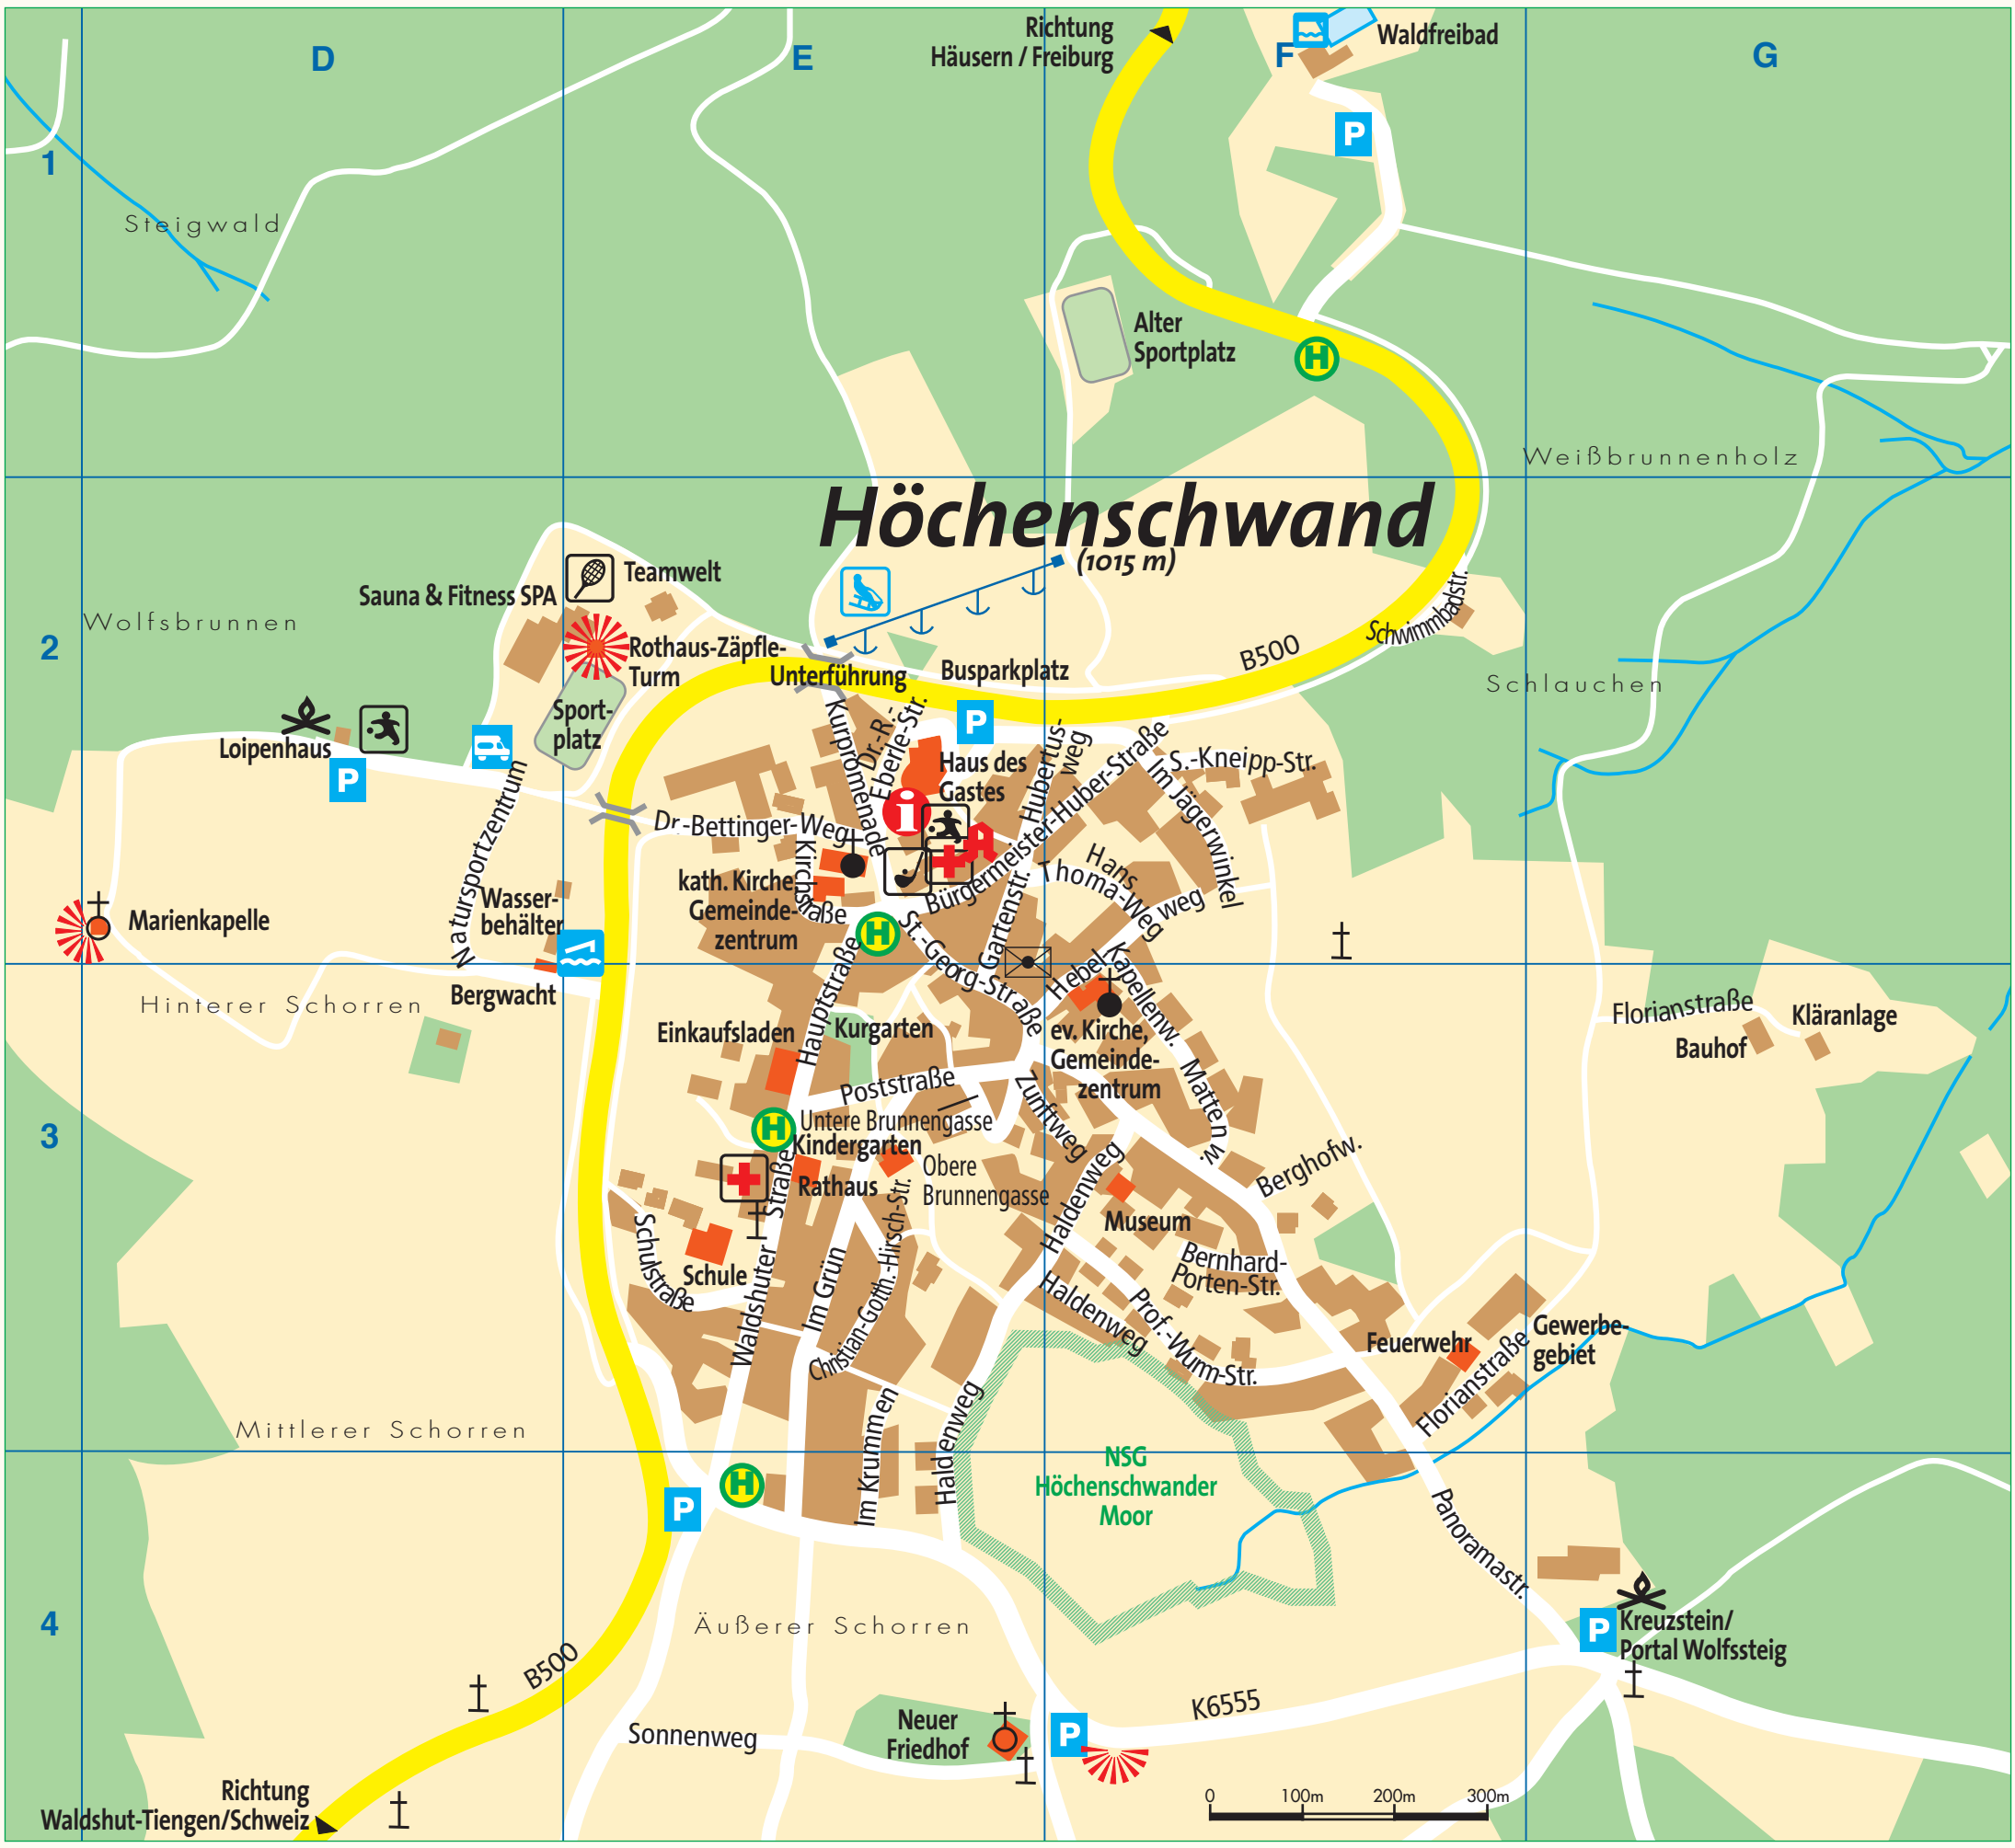 D
E
F
G
1
2
3
4
Richtung
Häusern / Freiburg
Waldfreibad
P
Steigwald
Alter
Sportplatz
H
Weißbrunnenholz
Höchenschwand
(1015 m)
Teamwelt
Sauna & Fitness SPA
Wolfsbrunnen
Rothaus-Zäpfle-
Turm
Unterführung
Busparkplatz
P
B500
Schwimmbadstr.
Schlauchen
Sport-
platz
Loipenhaus
P
Natursportzentrum
Kurpromenade
Dr.-R.-
Eberle-Str.
Haus des
Gastes
i
A
Hubertus-
weg
Bürgermeister-Huber-Straße
S.-Kneipp-Str.
Im Jägerwinkel
Dr.-Bettinger-Weg
Kirchstraße
kath. Kirche
Gemeinde-
zentrum
H
Hans
Thoma-Weg
Gartenstr.
St.-Georg-Straße
Hebelweg
Kapellenw.
Wasser-
behälter
Marienkapelle
Bergwacht
Hinterer Schorren
Hauptstraße
Einkaufsladen
Kurgarten
ev. Kirche,
Gemeinde-
zentrum
Mattenw.
Florianstraße
Kläranlage
Bauhof
Poststraße
Zunftweg
H
Untere Brunnengasse
Kindergarten
Rathaus
Obere
Brunnengasse
Haldenweg
Berghofw.
Museum
Bernhard-
Porten-Str.
Schulstraße
Schule
Waldshuter Straße
Im Grün
Christian-Gotth.-Hirsch-Str.
Haldenweg
Prof.-Wurm-Str.
Feuerwehr
Florianstraße
Gewerbe-
gebiet
Mittlerer Schorren
Im Krummen
Haldenweg
NSG
Höchenschwander
Moor
H
P
Panoramastr.
Äußerer Schorren
P
Kreuzstein/
Portal Wolfssteig
B500
K6555
Sonnenweg
Neuer
Friedhof
P
Richtung
Waldshut-Tiengen/Schweiz
0 100m 200m 300m